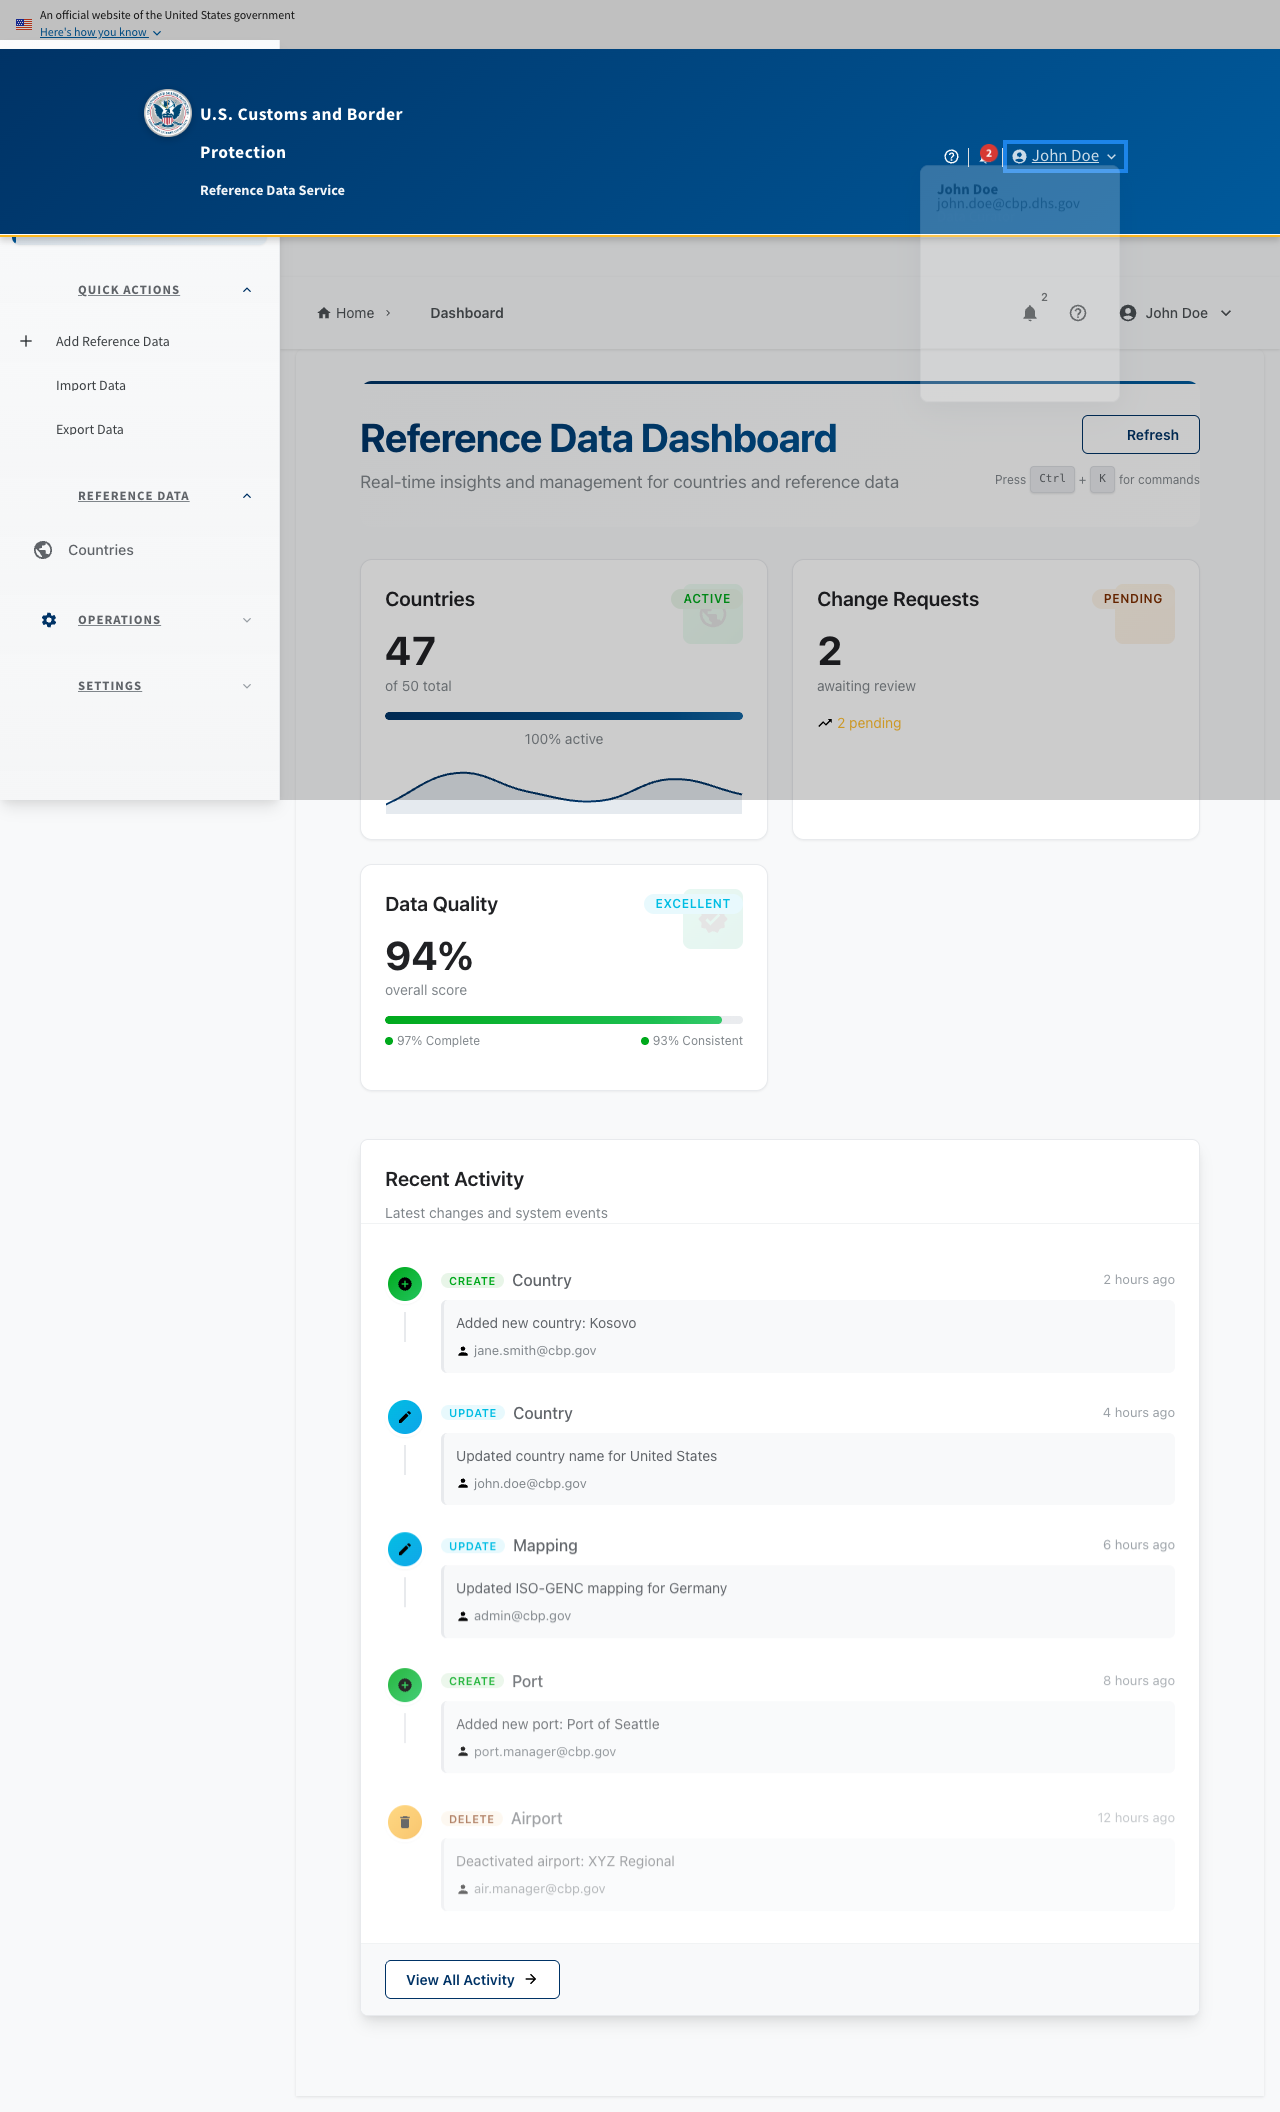 An official website of the United States government
Here's how you know
U.S. Customs and Border
Protection
Reference Data Service
2
John Doe
John Doe
john.doe@cbp.dhs.gov
QUICK ACTIONS
Add Reference Data
Import Data
Export Data
REFERENCE DATA
Countries
OPERATIONS
SETTINGS
Home
Dashboard
2
John Doe
Reference Data Dashboard
Refresh
Real-time insights and management for countries and reference data
Press Ctrl + K for commands
Countries
ACTIVE
47
of 50 total
100% active
Change Requests
PENDING
2
awaiting review
2 pending
Data Quality
EXCELLENT
94%
overall score
97% Complete
93% Consistent
Recent Activity
Latest changes and system events
CREATE Country 2 hours ago
Added new country: Kosovo
jane.smith@cbp.gov
UPDATE Country 4 hours ago
Updated country name for United States
john.doe@cbp.gov
UPDATE Mapping 6 hours ago
Updated ISO-GENC mapping for Germany
admin@cbp.gov
CREATE Port 8 hours ago
Added new port: Port of Seattle
port.manager@cbp.gov
DELETE Airport 12 hours ago
Deactivated airport: XYZ Regional
air.manager@cbp.gov
View All Activity